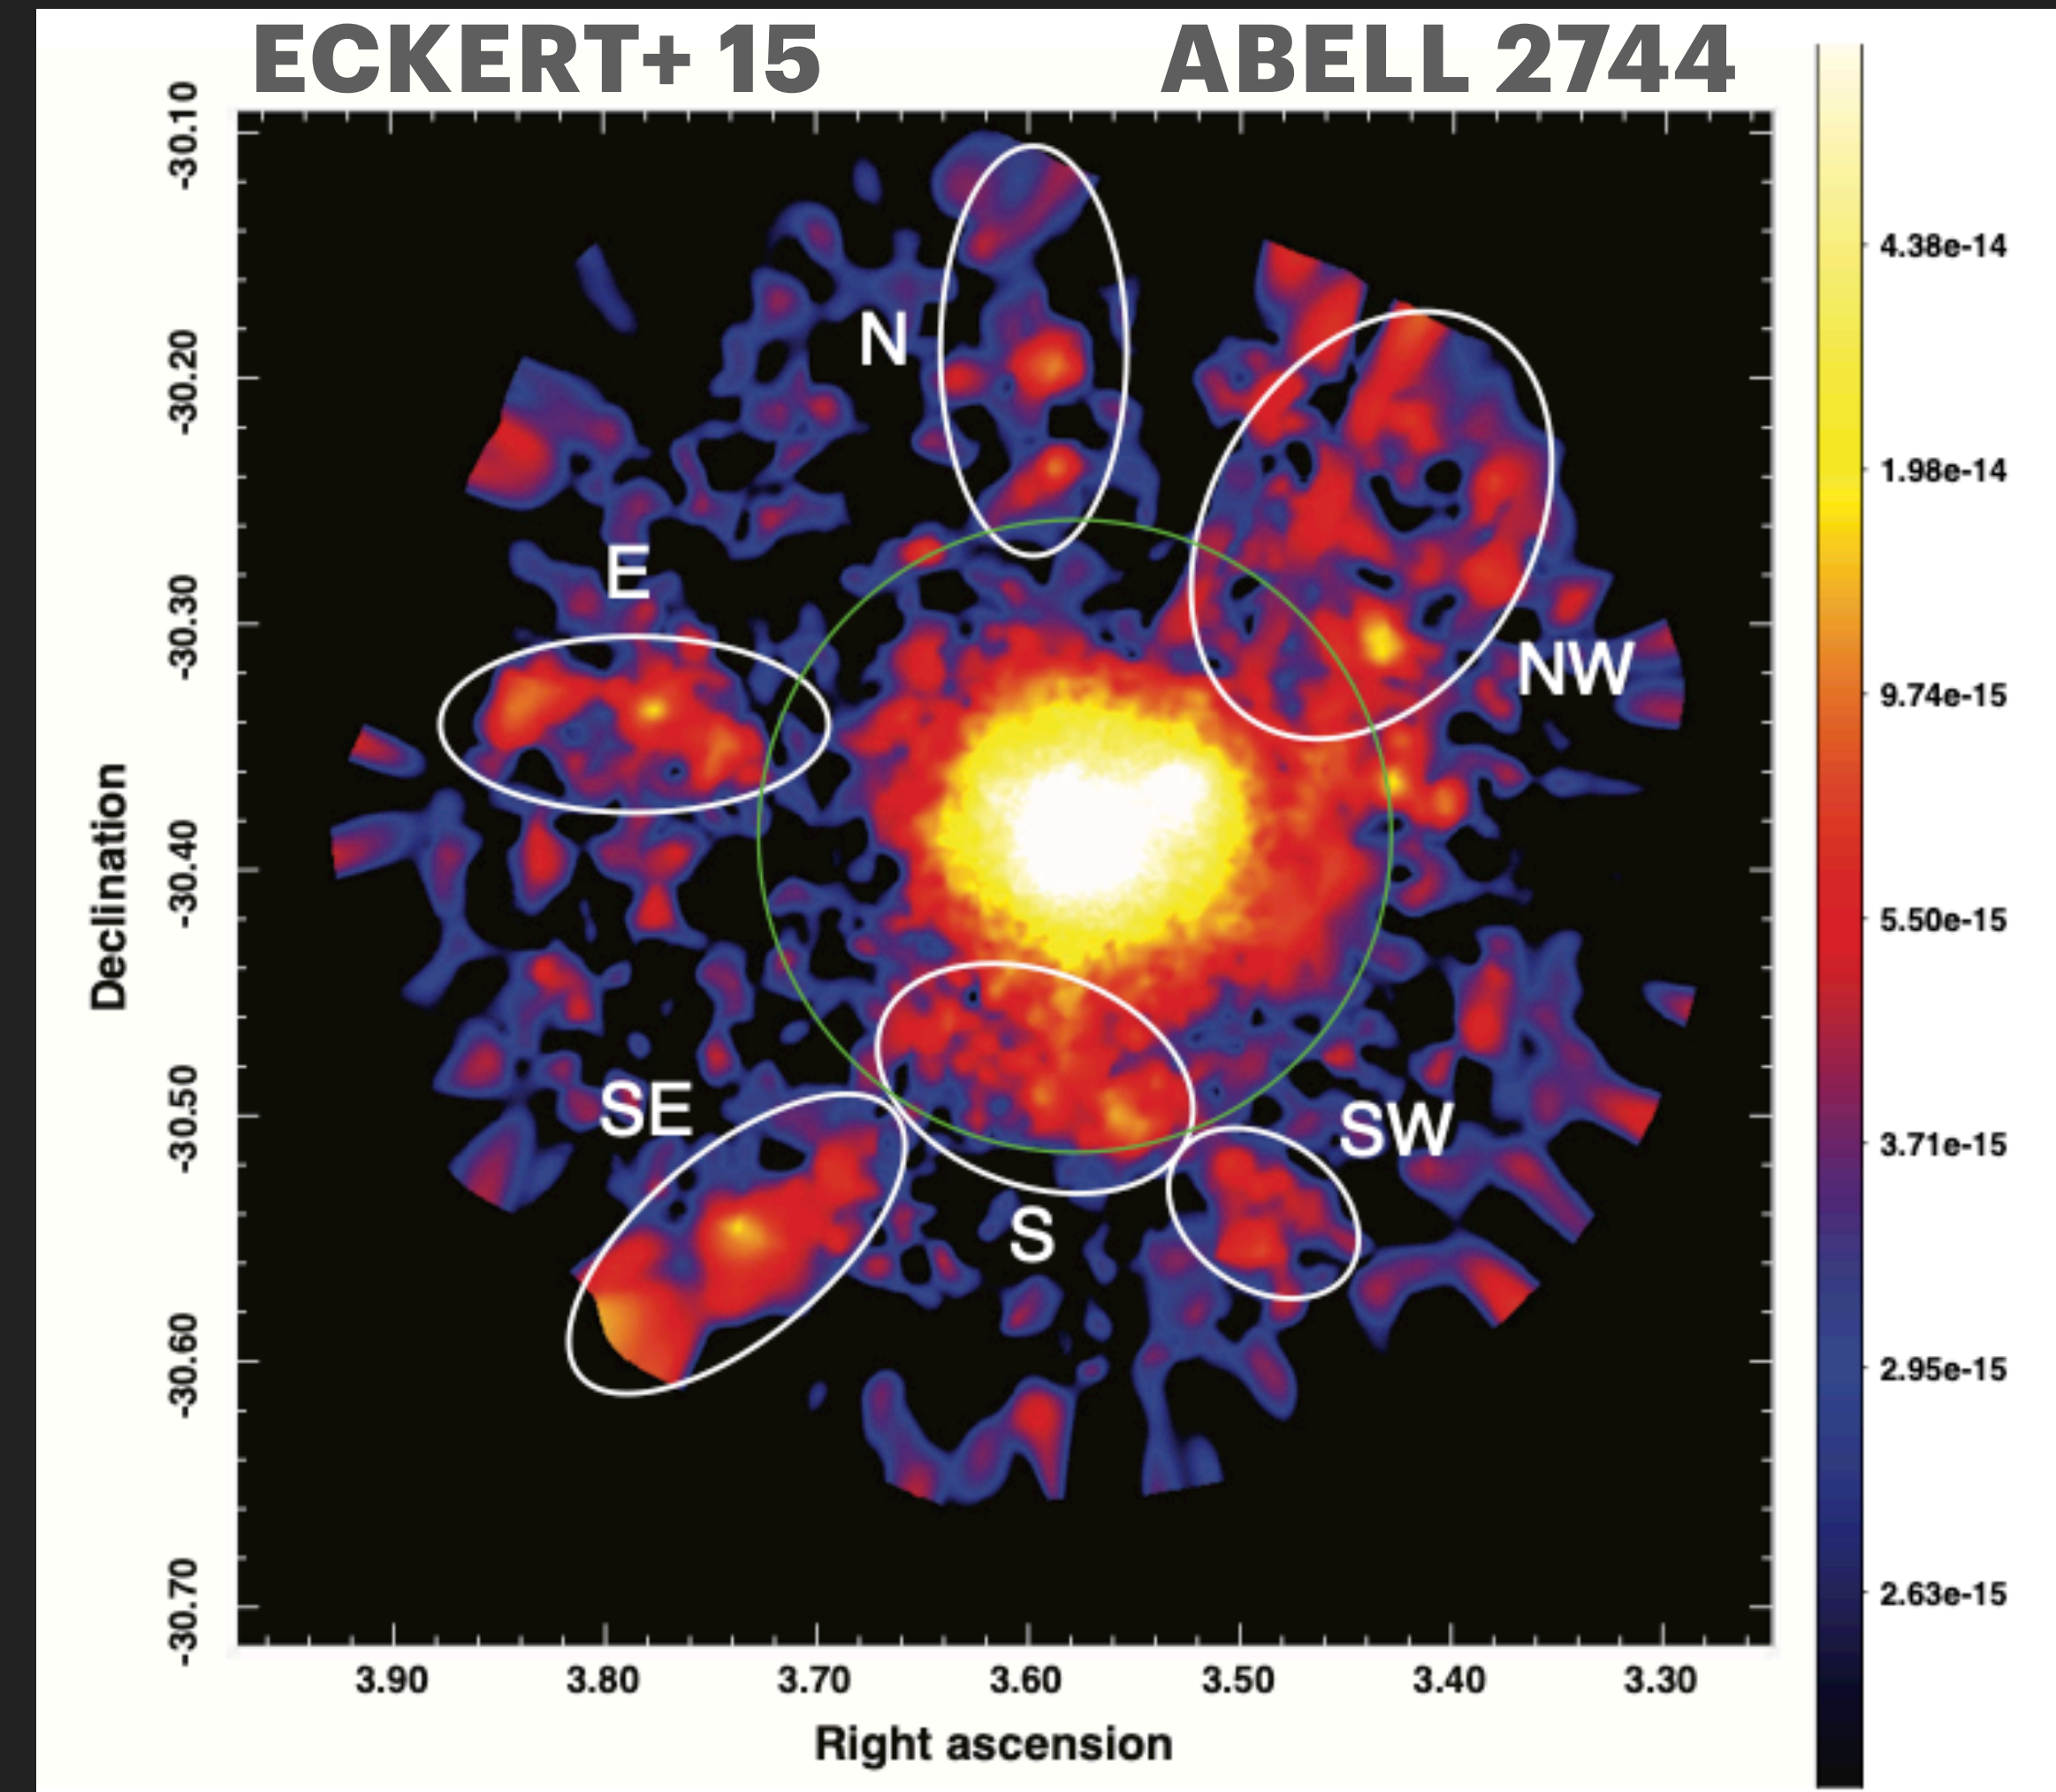 ECKERT+ 15
ABELL 2744
-30.10
-30.20
-30.30
-30.40
-30.50
-30.60
-30.70
Declination
N
E
NW
SE
S
SW
4.38e-14
1.98e-14
9.74e-15
5.50e-15
3.71e-15
2.95e-15
2.63e-15
3.90
3.80
3.70
3.60
3.50
3.40
3.30
Right ascension